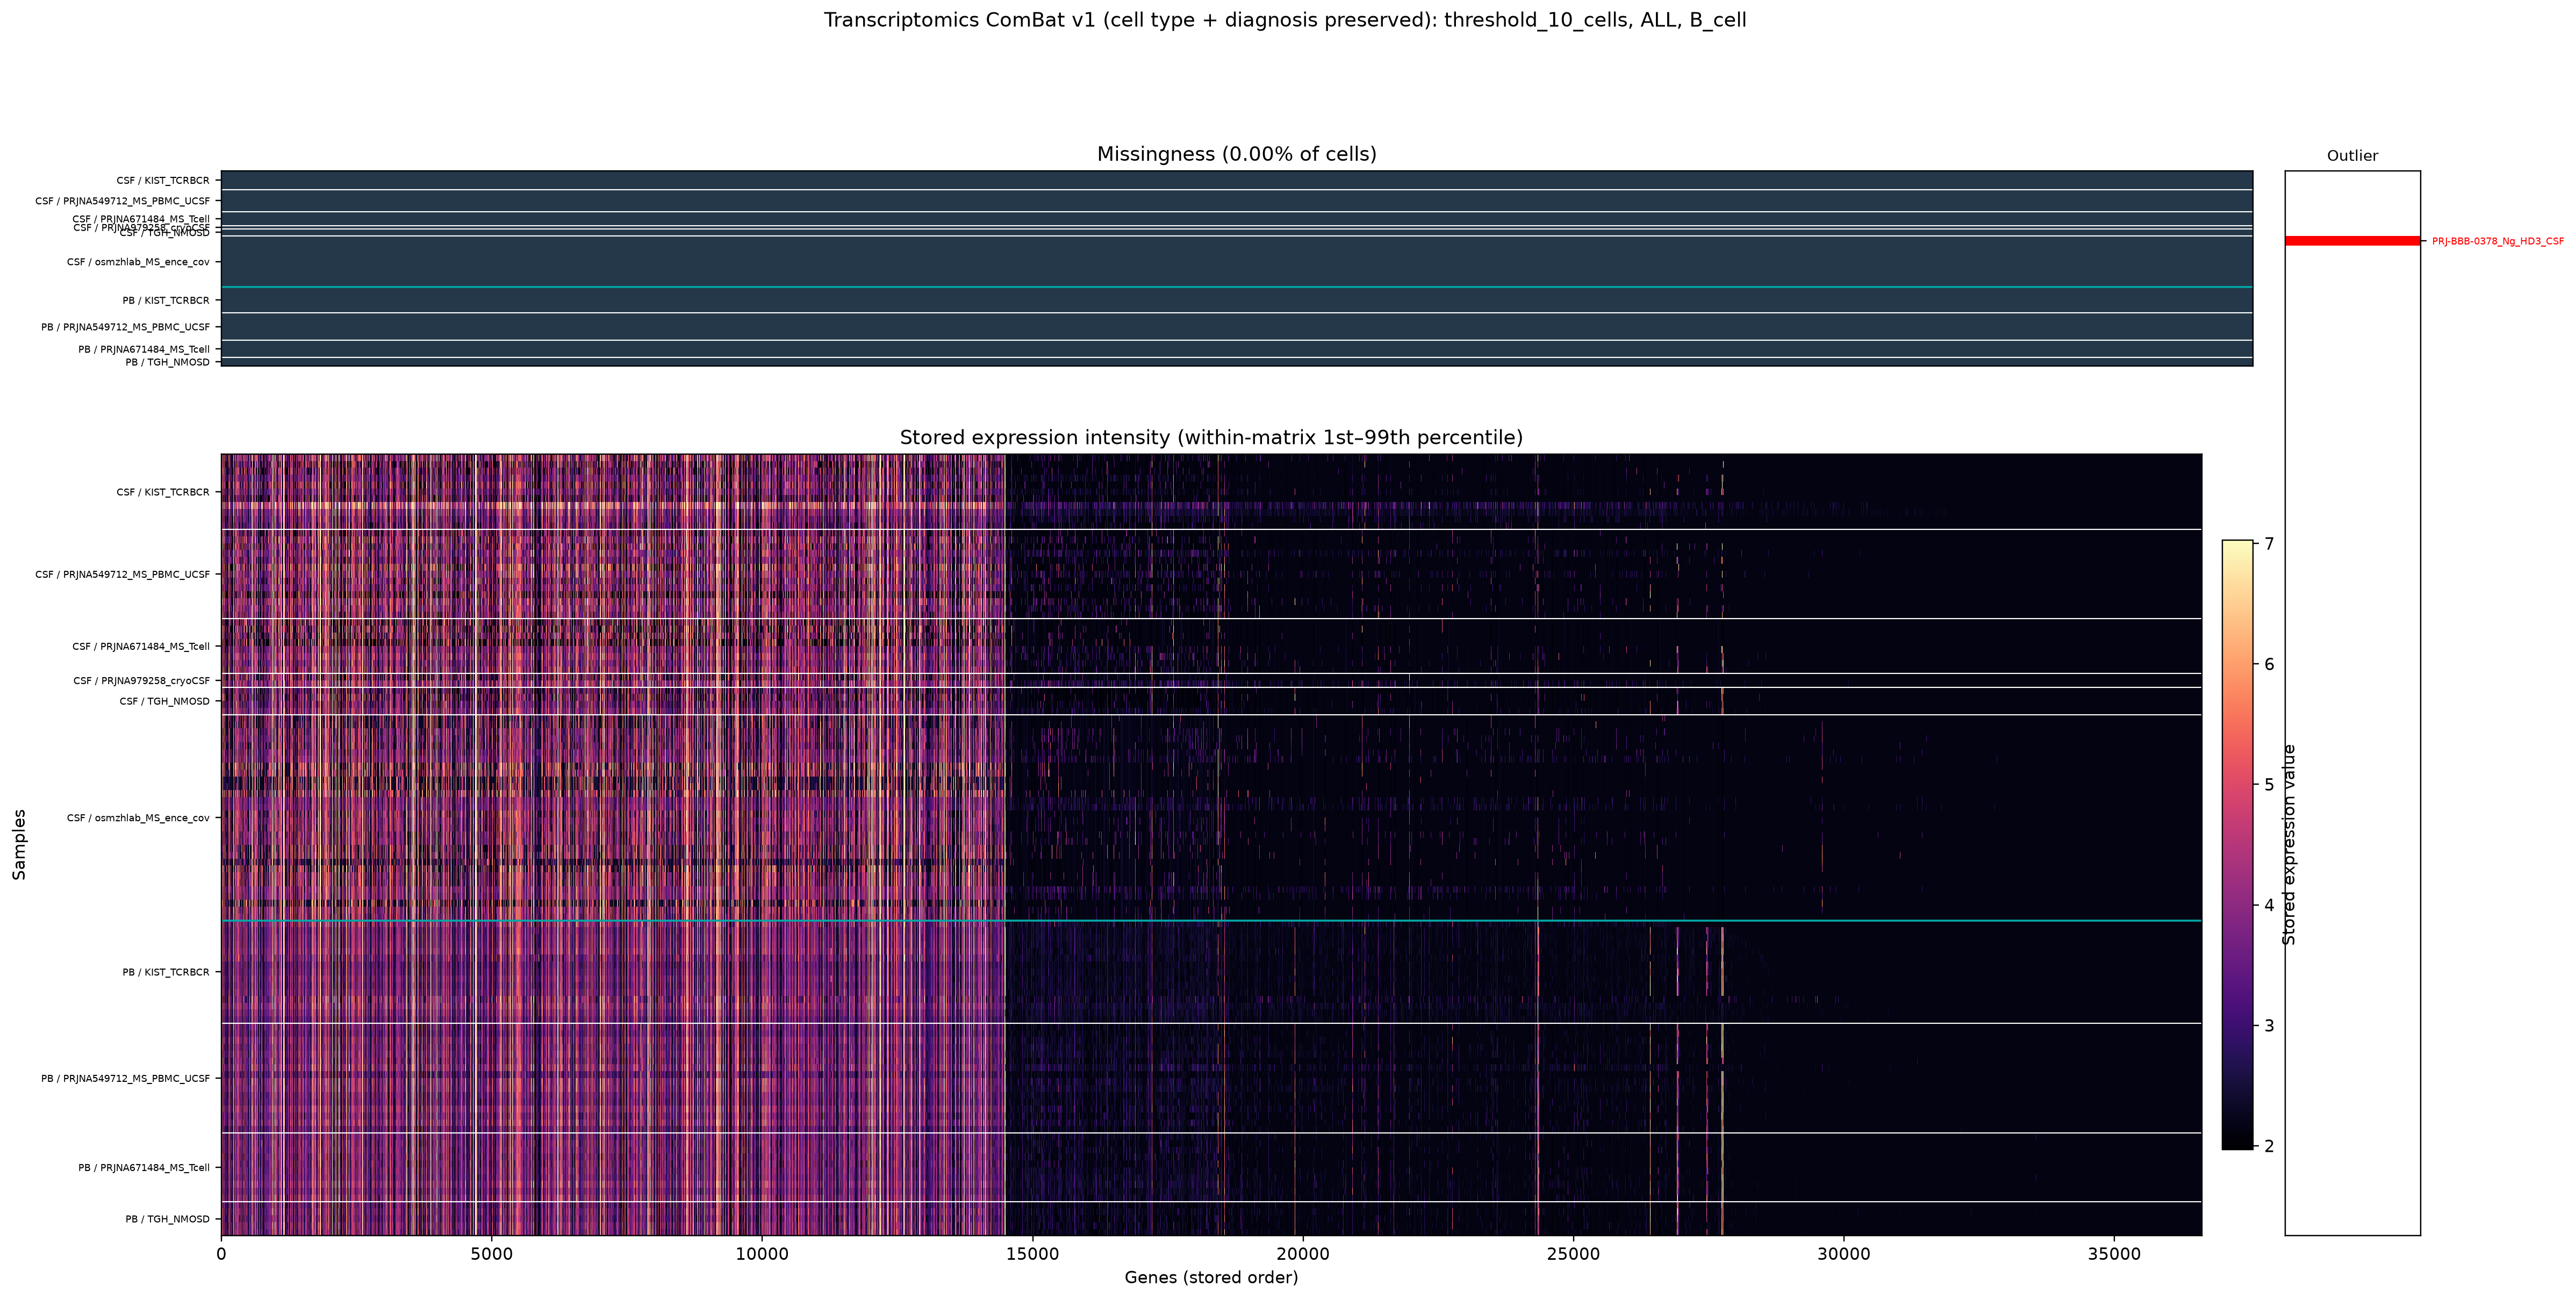 Transcriptomics ComBat v1 (cell type + diagnosis preserved): threshold_10_cells, ALL, B_cell
Missingness (0.00% of cells)
Outlier
CSF / KIST_TCRBCR
CSF / PRJNA549712_MS_PBMC_UCSF
CSF / PRJNA671484_MS_Tcell
CSF / PRJNA979258_cryoCSF
CSF / TGH_NMOSD
CSF / osmzhlab_MS_ence_cov
PB / KIST_TCRBCR
PB / PRJNA549712_MS_PBMC_UCSF
PB / PRJNA671484_MS_Tcell
PB / TGH_NMOSD
PRJ-BBB-0378_Ng_HD3_CSF
Stored expression intensity (within-matrix 1st–99th percentile)
Samples
CSF / KIST_TCRBCR
CSF / PRJNA549712_MS_PBMC_UCSF
CSF / PRJNA671484_MS_Tcell
CSF / PRJNA979258_cryoCSF
CSF / TGH_NMOSD
CSF / osmzhlab_MS_ence_cov
PB / KIST_TCRBCR
PB / PRJNA549712_MS_PBMC_UCSF
PB / PRJNA671484_MS_Tcell
PB / TGH_NMOSD
0 5000 10000 15000 20000 25000 30000 35000
Genes (stored order)
7
6
5
4
3
2
Stored expression value